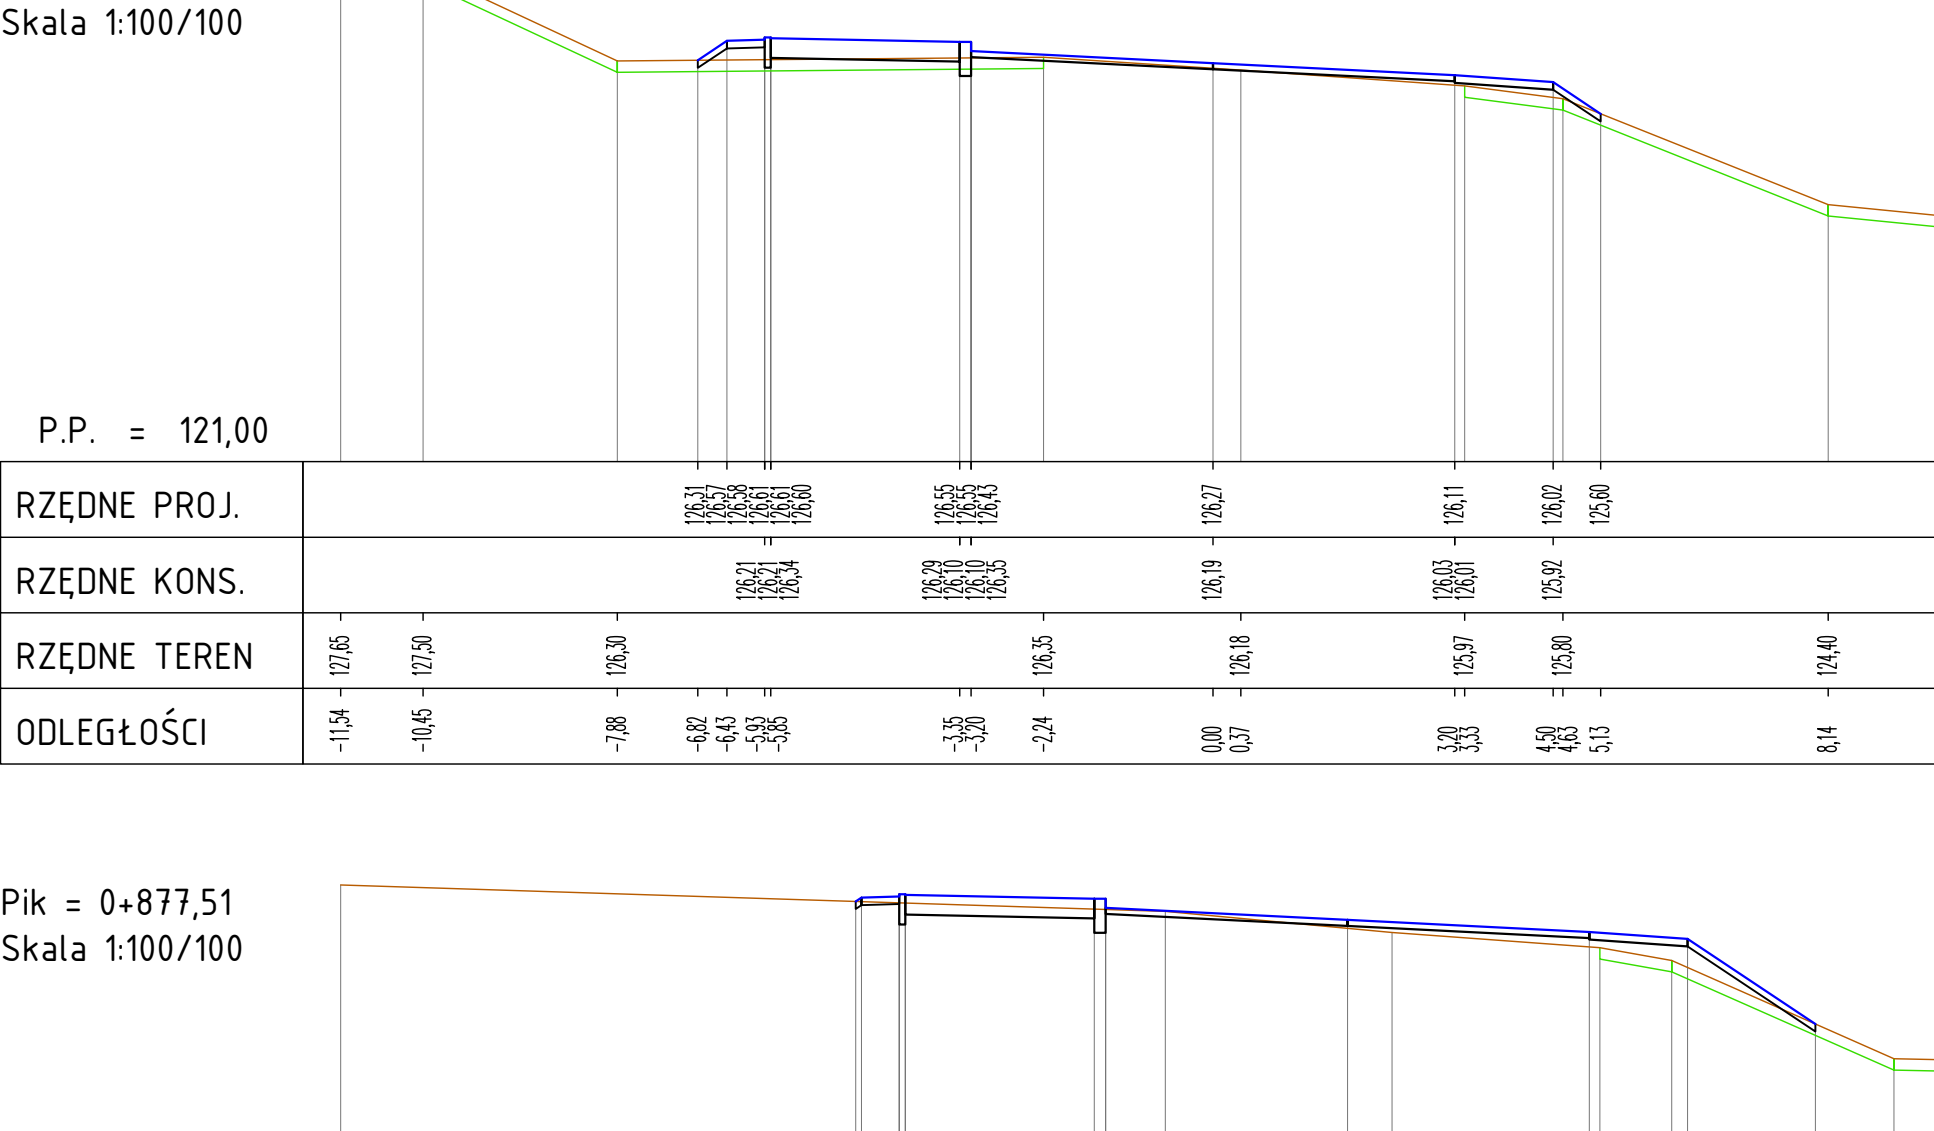 Skala 1:100/100
P.P. = 121,00
RZĘDNE PROJ. 126,31 126,57 126,58 126,61 126,61 126,60 126,55 126,55 126,43 126,27 126,11 126,02 125,60
RZĘDNE KONS. 126,21 126,21 126,34 126,29 126,10 126,10 126,35 126,19 126,03 126,01 125,92
RZĘDNE TEREN 127,65 127,50 126,30 126,35 126,18 125,97 125,80 124,40
ODLEGŁOŚCI -11,54 -10,45 -7,88 -6,82 -6,43 -5,93 -5,85 -3,35 -3,20 -2,24 0,00 0,37 3,20 3,33 4,50 4,63 5,13 8,14
Pik = 0+877,51
Skala 1:100/100